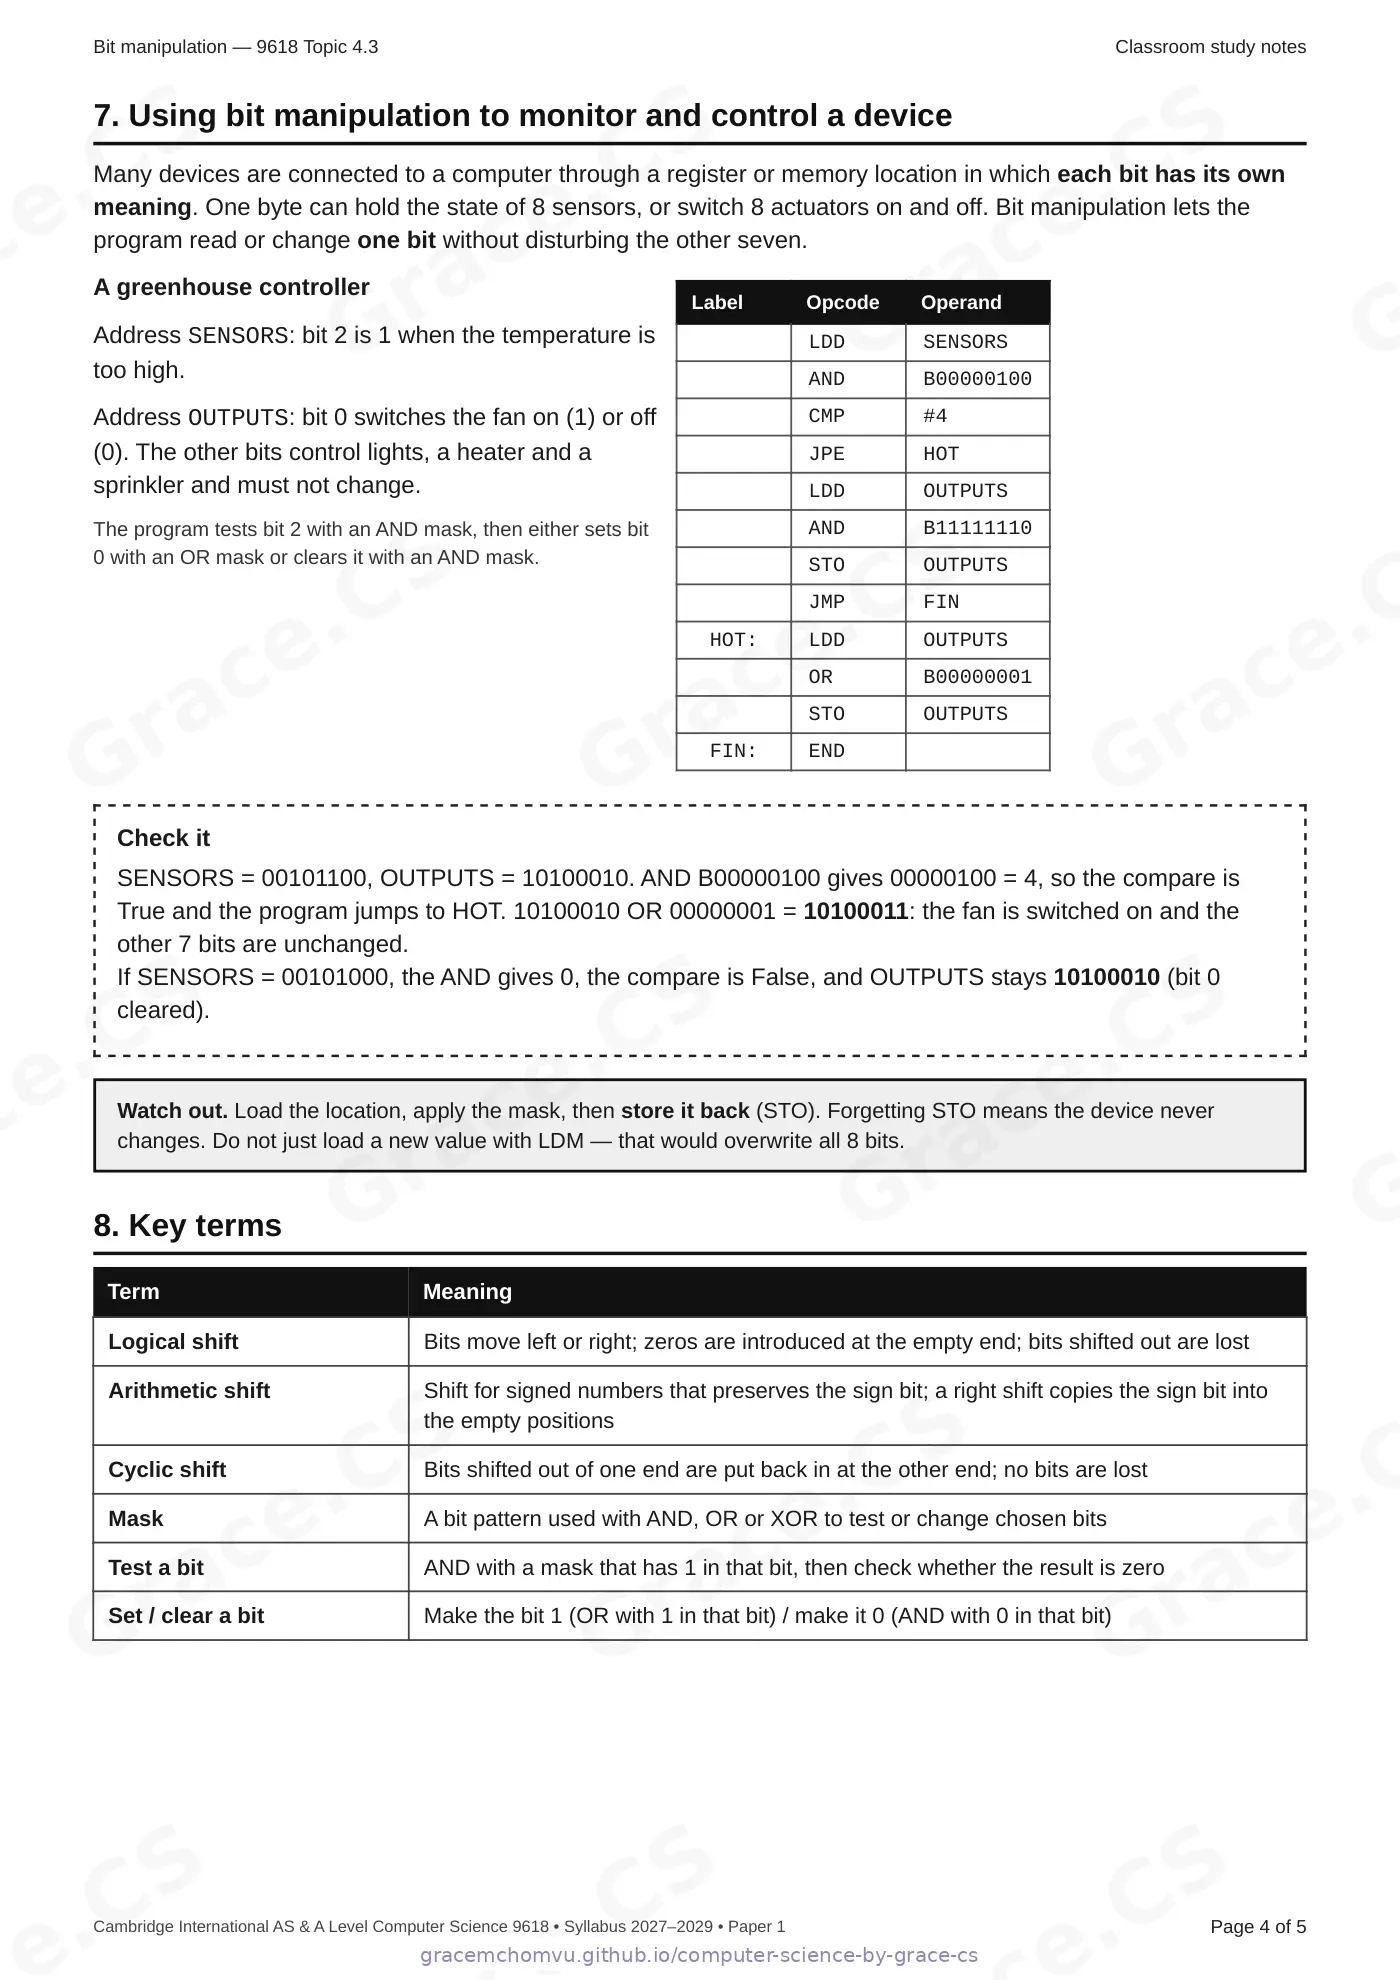 Bit manipulation — 9618 Topic 4.3
Classroom study notes
7. Using bit manipulation to monitor and control a device
Many devices are connected to a computer through a register or memory location in which each bit has its own
meaning. One byte can hold the state of 8 sensors, or switch 8 actuators on and off. Bit manipulation lets the
program read or change one bit without disturbing the other seven.
A greenhouse controller
Address SENSORS: bit 2 is 1 when the temperature is
too high.
Address OUTPUTS: bit 0 switches the fan on (1) or off
(0). The other bits control lights, a heater and a
sprinkler and must not change.
The program tests bit 2 with an AND mask, then either sets bit
0 with an OR mask or clears it with an AND mask.
Label Opcode Operand
LDD SENSORS
AND B00000100
CMP #4
JPE HOT
LDD OUTPUTS
AND B11111110
STO OUTPUTS
JMP FIN
HOT: LDD OUTPUTS
OR B00000001
STO OUTPUTS
FIN: END
Check it
SENSORS = 00101100, OUTPUTS = 10100010. AND B00000100 gives 00000100 = 4, so the compare is
True and the program jumps to HOT. 10100010 OR 00000001 = 10100011: the fan is switched on and the
other 7 bits are unchanged.
If SENSORS = 00101000, the AND gives 0, the compare is False, and OUTPUTS stays 10100010 (bit 0
cleared).
Watch out. Load the location, apply the mask, then store it back (STO). Forgetting STO means the device never
changes. Do not just load a new value with LDM — that would overwrite all 8 bits.
8. Key terms
Term Meaning
Logical shift Bits move left or right; zeros are introduced at the empty end; bits shifted out are lost
Arithmetic shift Shift for signed numbers that preserves the sign bit; a right shift copies the sign bit into
the empty positions
Cyclic shift Bits shifted out of one end are put back in at the other end; no bits are lost
Mask A bit pattern used with AND, OR or XOR to test or change chosen bits
Test a bit AND with a mask that has 1 in that bit, then check whether the result is zero
Set / clear a bit Make the bit 1 (OR with 1 in that bit) / make it 0 (AND with 0 in that bit)
Cambridge International AS & A Level Computer Science 9618 • Syllabus 2027–2029 • Paper 1
Page 4 of 5
gracemchomvu.github.io/computer-science-by-grace-cs
Grace.CS